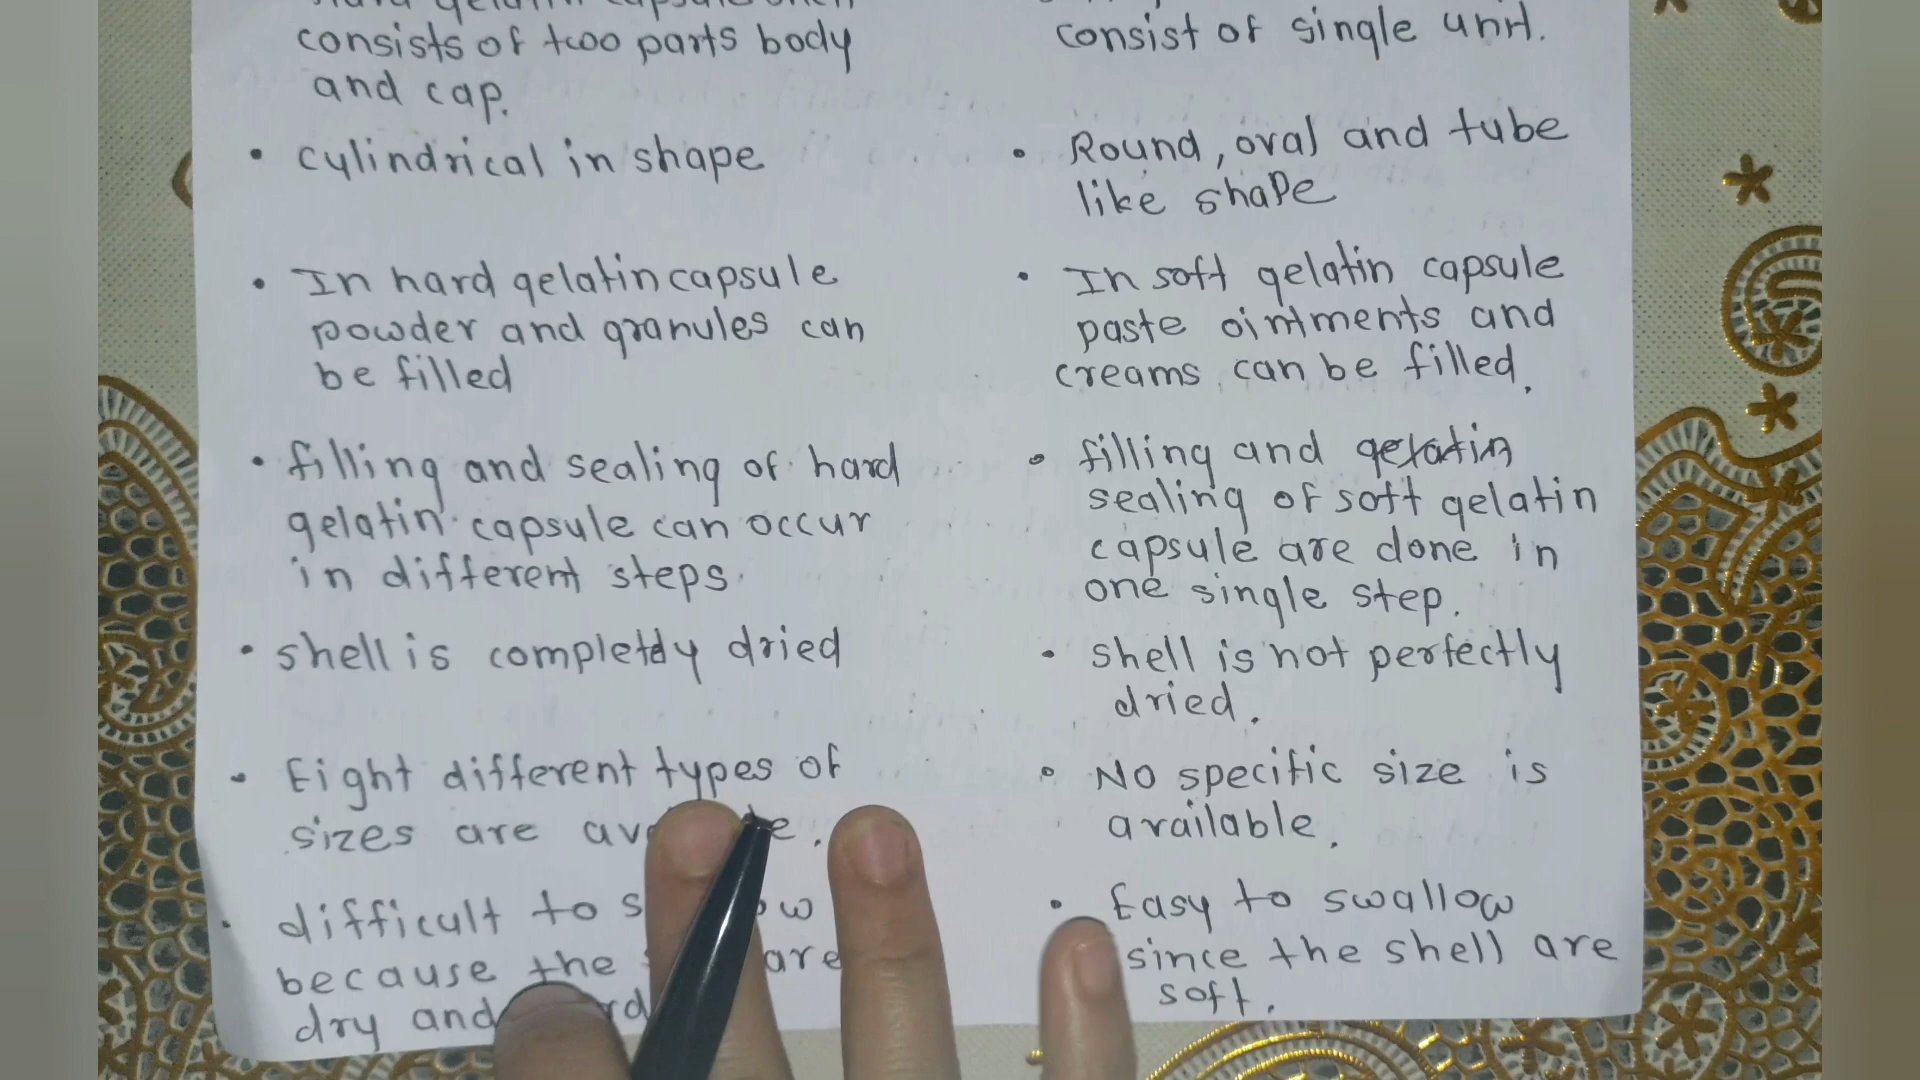 consists of two parts body
and cap.
• cylindrical in shape
• In hard gelatin capsule
powder and granules can
be filled
• filling and sealing of hard
gelatin capsule can occur
in different steps.
• shell is completely dried
• Eight different types of
sizes are
difficult to
because the are
dry and
consist of single unit.
• Round, oval and tube
like shape
• In soft gelatin capsule
paste ointments and
creams can be filled.
• filling and gelatin
sealing of soft gelatin
capsule are done in
one single step.
• shell is not perfectly
dried.
• No specific size is
available.
• Easy to swallow
since the shell are
soft.